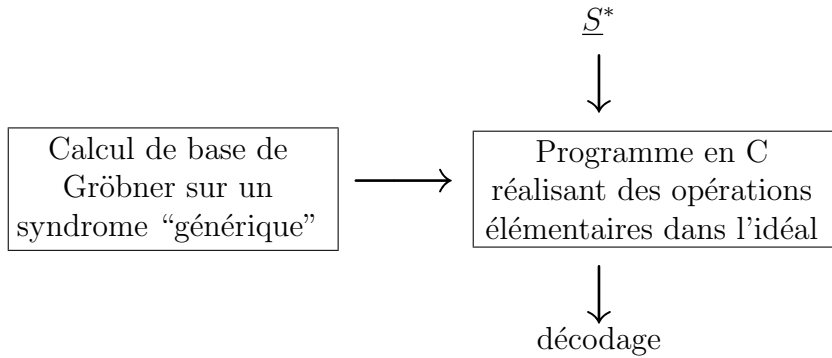 S*
Calcul de base de
Gröbner sur un
syndrome “générique”
Programme en C
réalisant des opérations
élémentaires dans l'idéal
décodage